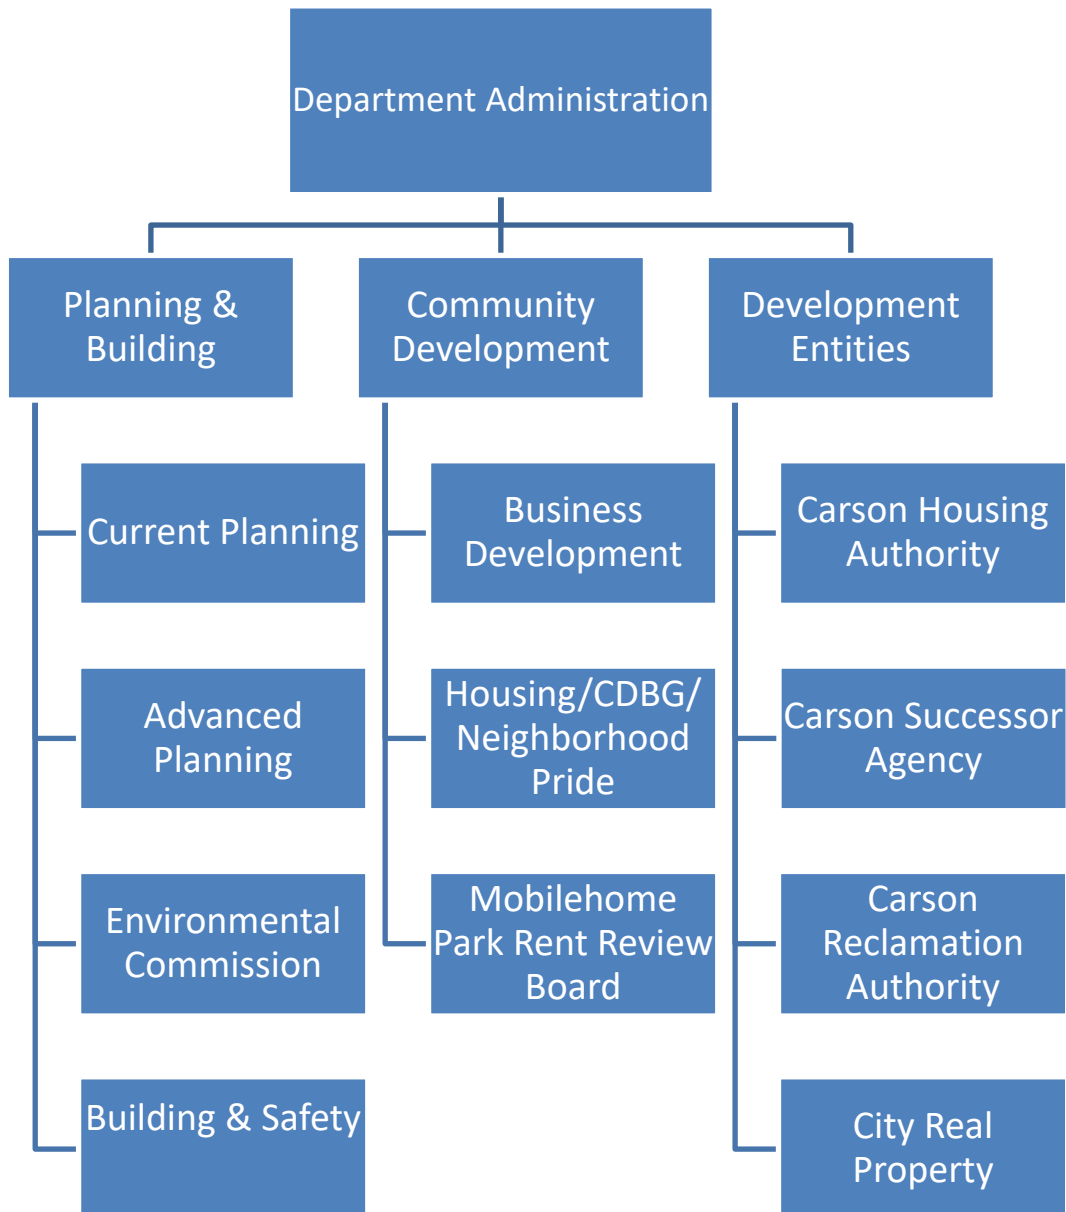 Department Administration
Planning &
Building
Community
Development
Development
Entities
Current Planning
Business
Development
Carson Housing
Authority
Advanced
Planning
Housing/CDBG/
Neighborhood
Pride
Carson Successor
Agency
Environmental
Commission
Mobilehome
Park Rent Review
Board
Carson
Reclamation
Authority
Building & Safety
City Real
Property